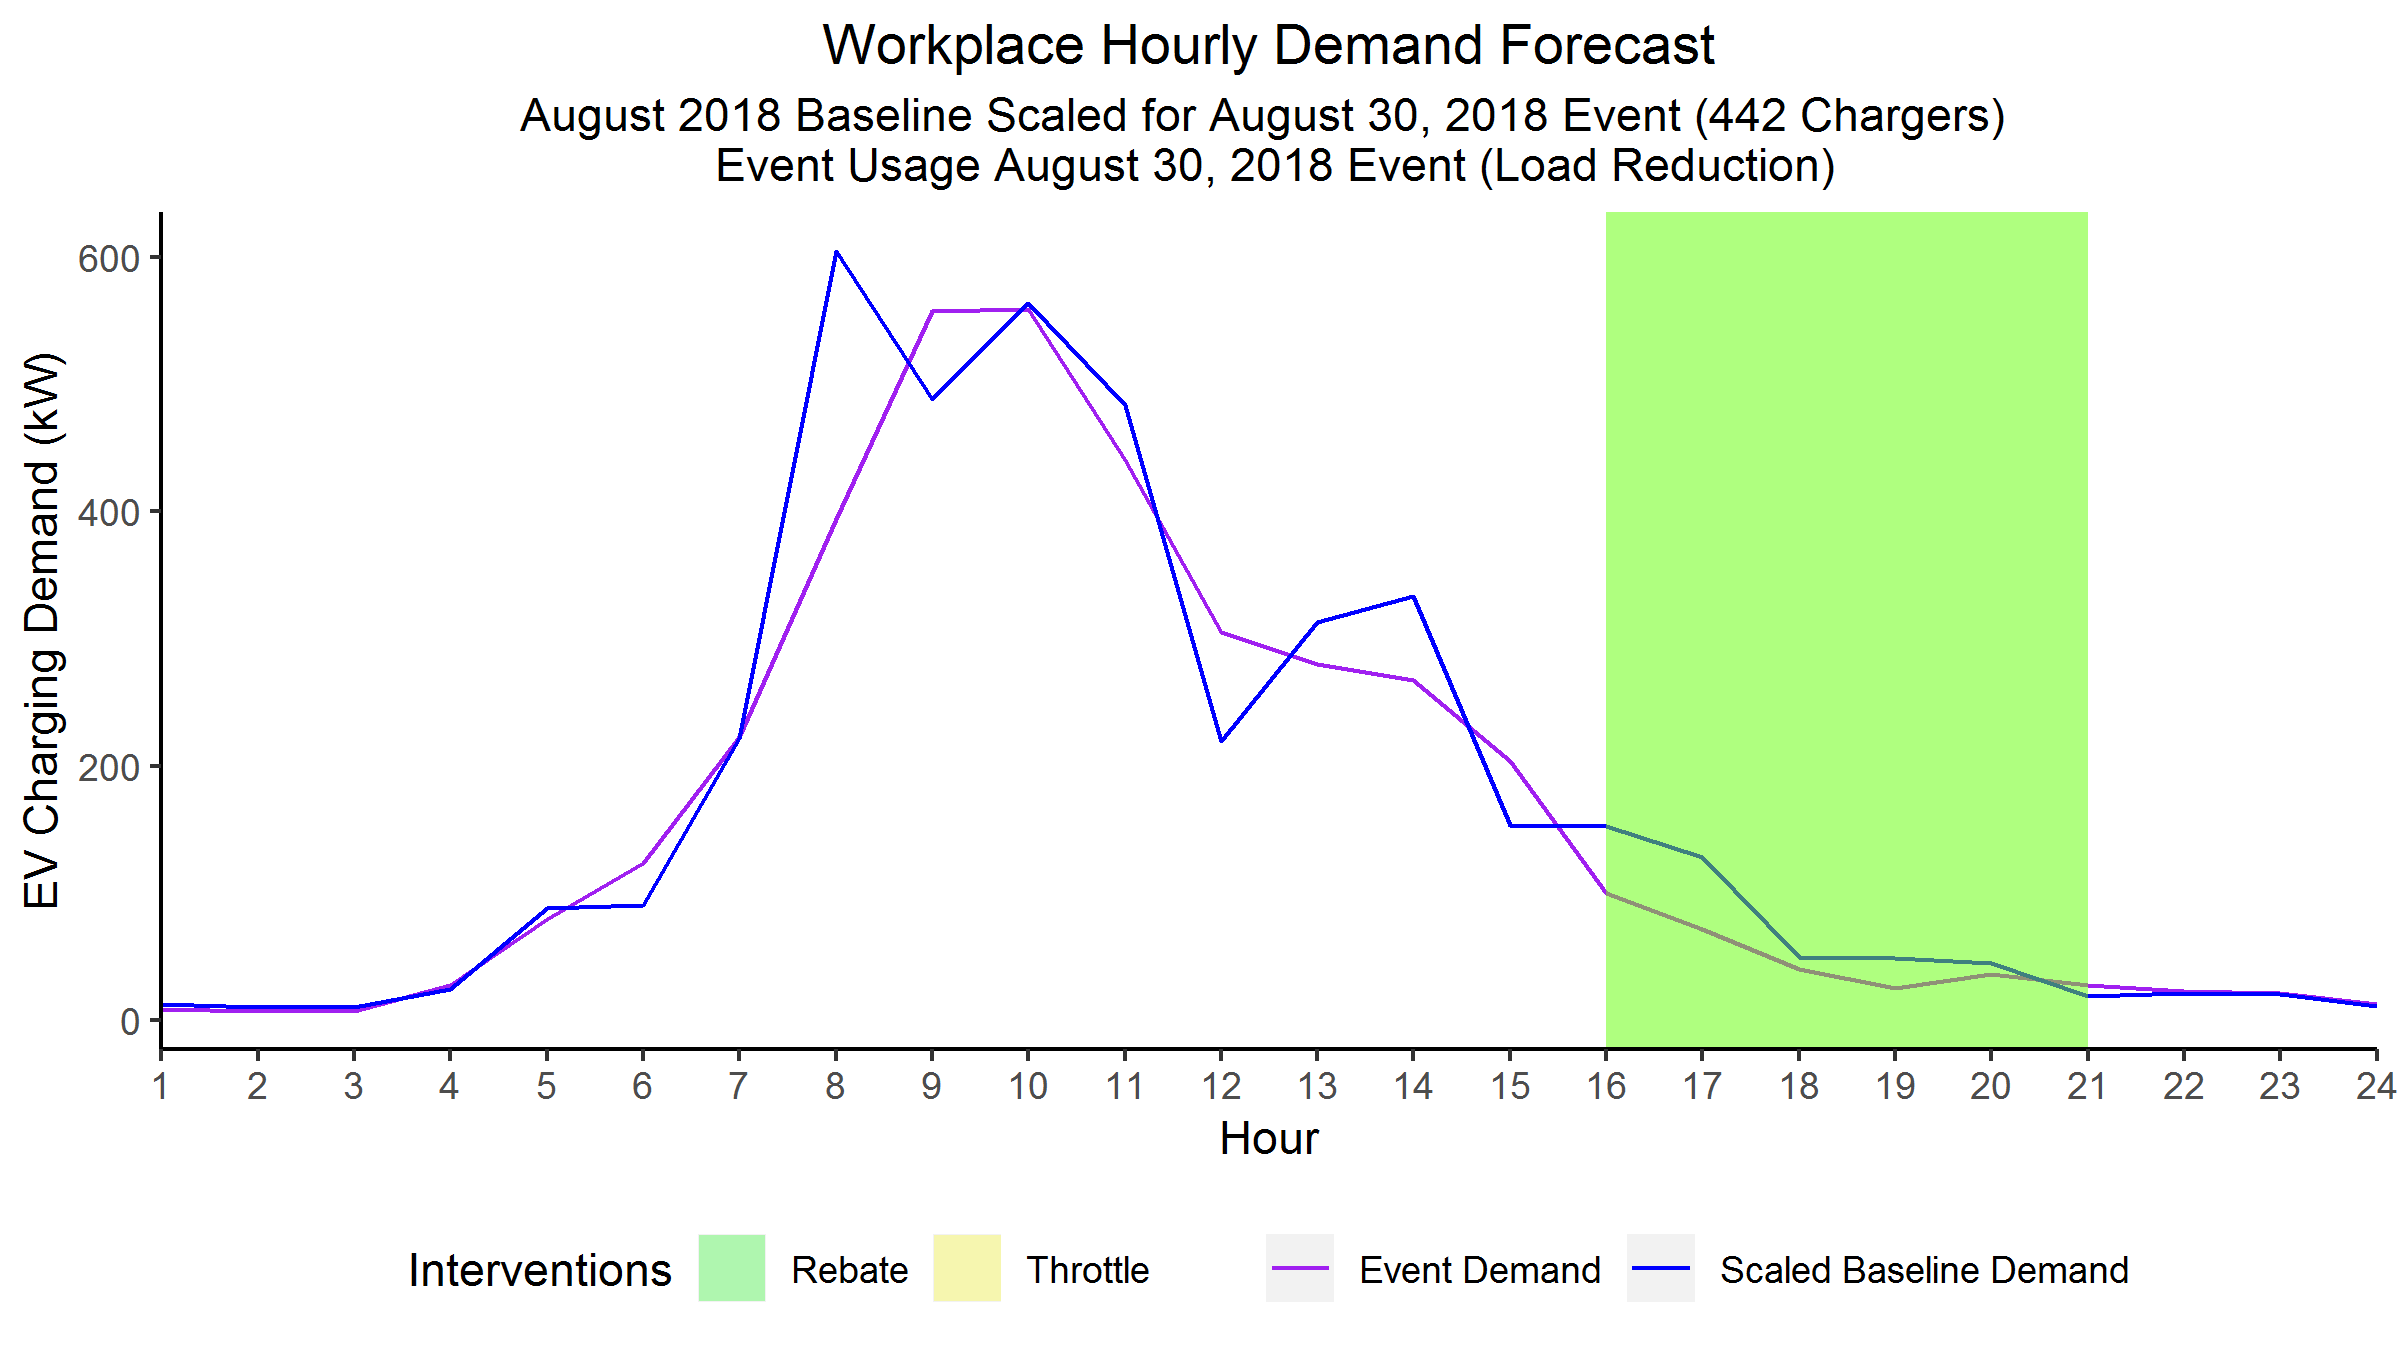 Workplace Hourly Demand Forecast
August 2018 Baseline Scaled for August 30, 2018 Event (442 Chargers)
Event Usage August 30, 2018 Event (Load Reduction)
EV Charging Demand (kW)
600
400
200
0
1 2 3 4 5 6 7 8 9 10 11 12 13 14 15 16 17 18 19 20 21 22 23 24
Hour
Interventions Rebate Throttle Event Demand Scaled Baseline Demand